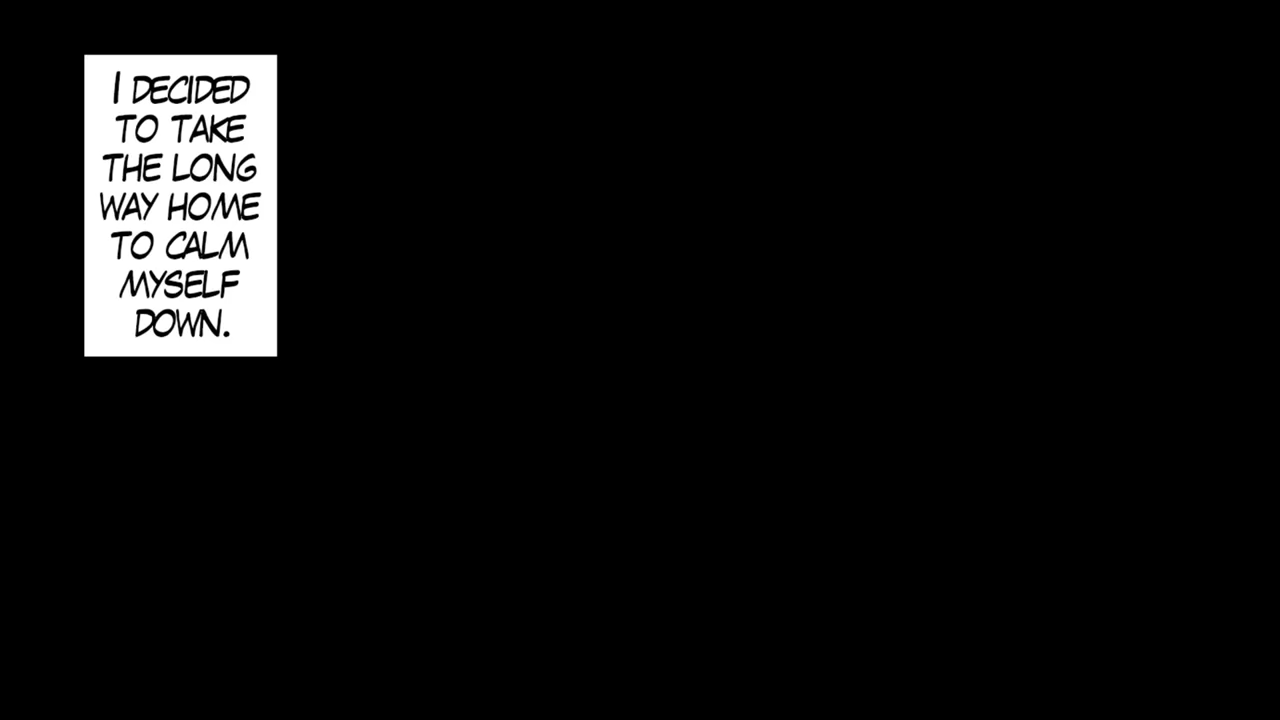 I DECIDED
TO TAKE
THE LONG
WAY HOME
TO CALM
MYSELF
DOWN.